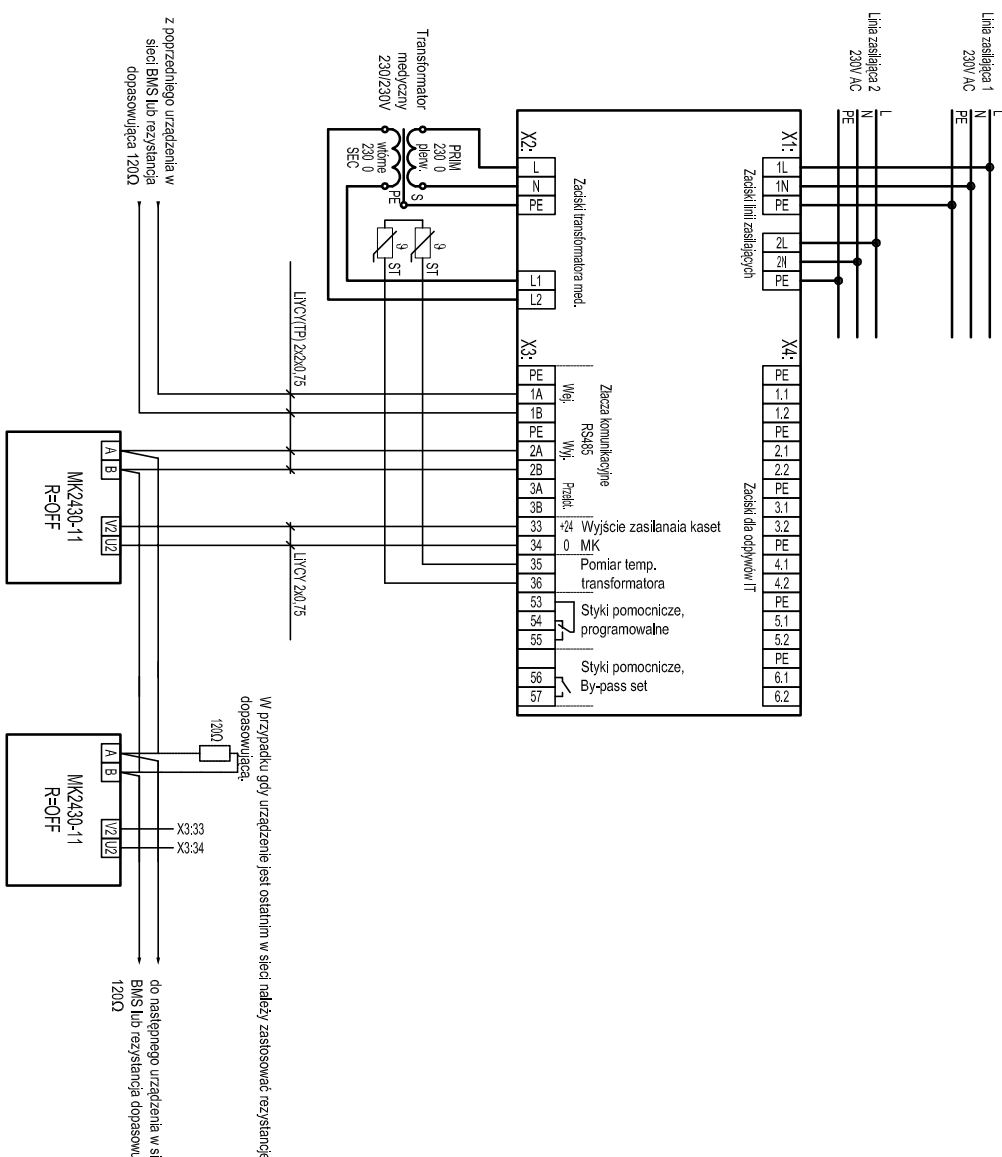 Linia zasilająca 1
230V AC
L
N
PE
Linia zasilająca 2
230V AC
L
N
PE
X1:
1L
1N
PE
2L
2N
PE
Zaciski linii zasilających
X2:
L
N
PE
L1
L2
Zaciski transformatora med.
Transformator
medyczny
230/230V
PRIM
230 0
pierw.
S
PE
wtórne
230 0
SEC
ϑ
ST
ϑ
ST
X3:
PE
1A
1B
PE
2A
2B
3A
3B
33
34
35
36
53
54
55
56
57
Złącza komunikacyjne
RS485
Wej.
Wyj.
Przelot.
+24 Wyjście zasilanaia kaset
0 MK
Pomiar temp.
transformatora
Styki pomocnicze,
programowalne
Styki pomocnicze,
By-pass set
X4:
PE
1.1
1.2
PE
2.1
2.2
PE
3.1
3.2
PE
4.1
4.2
PE
5.1
5.2
PE
6.1
6.2
Zaciski dla odpływów IT
z poprzedniego urządzenia w
sieci BMS lub rezystancja
dopasowująca 120Ω
LiYCY(TP) 2x2x0,75
LiYCY 2x0,75
A
B
V2
U2
MK2430-11
R=OFF
W przypadku gdy urządzenie jest ostatnim w sieci należy zastosować rezystancję
dopasowującą.
120Ω
A
B
V2
U2
X3:33
X3:34
MK2430-11
R=OFF
do następnego urządzenia w
BMS lub rezystancja
120Ω